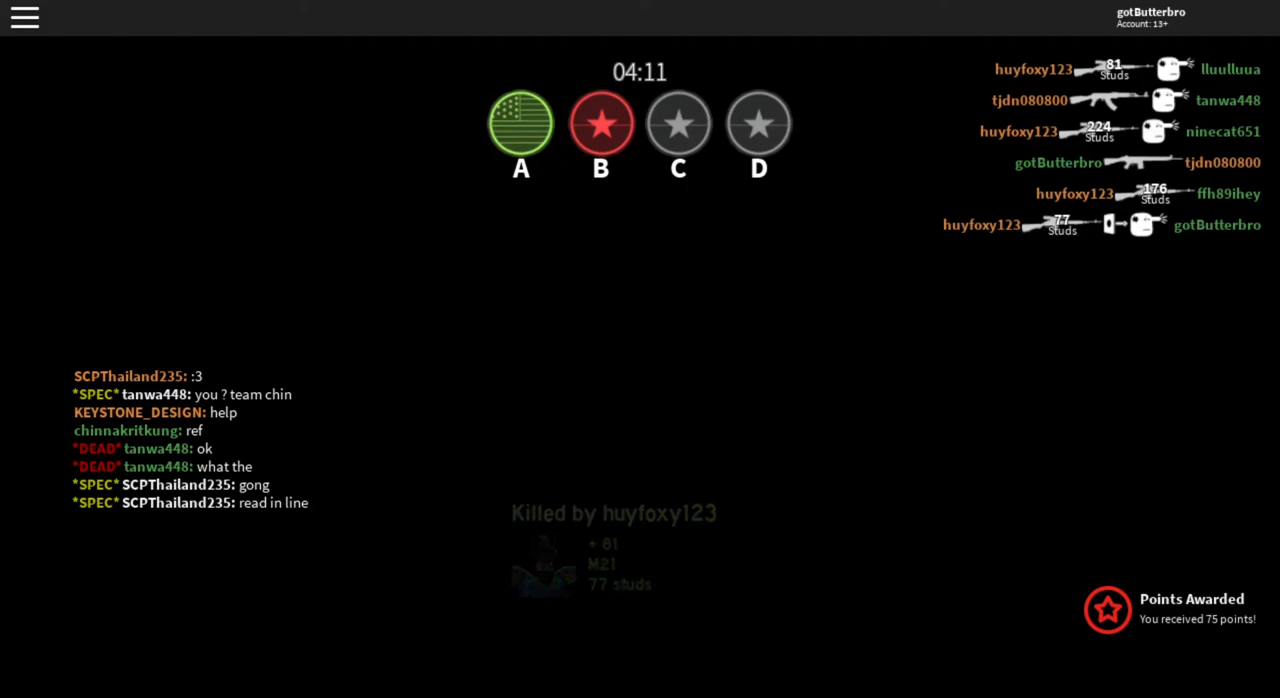 gotButterbro
Account: 13+
04:11
A B C D
huyfoxy123 81 Studs lluulluua
tjdn080800 tanwa448
huyfoxy123 224 Studs ninecat651
gotButterbro tjdn080800
huyfoxy123 176 Studs ffh89ihey
huyfoxy123 77 Studs gotButterbro
SCPThailand235: :3
*SPEC* tanwa448: you ? team chin
KEYSTONE_DESIGN: help
chinnakritkung: ref
*DEAD* tanwa448: ok
*DEAD* tanwa448: what the
*SPEC* SCPThailand235: gong
*SPEC* SCPThailand235: read in line
Killed by huyfoxy123
+ 81
M21
77 studs
Points Awarded
You received 75 points!